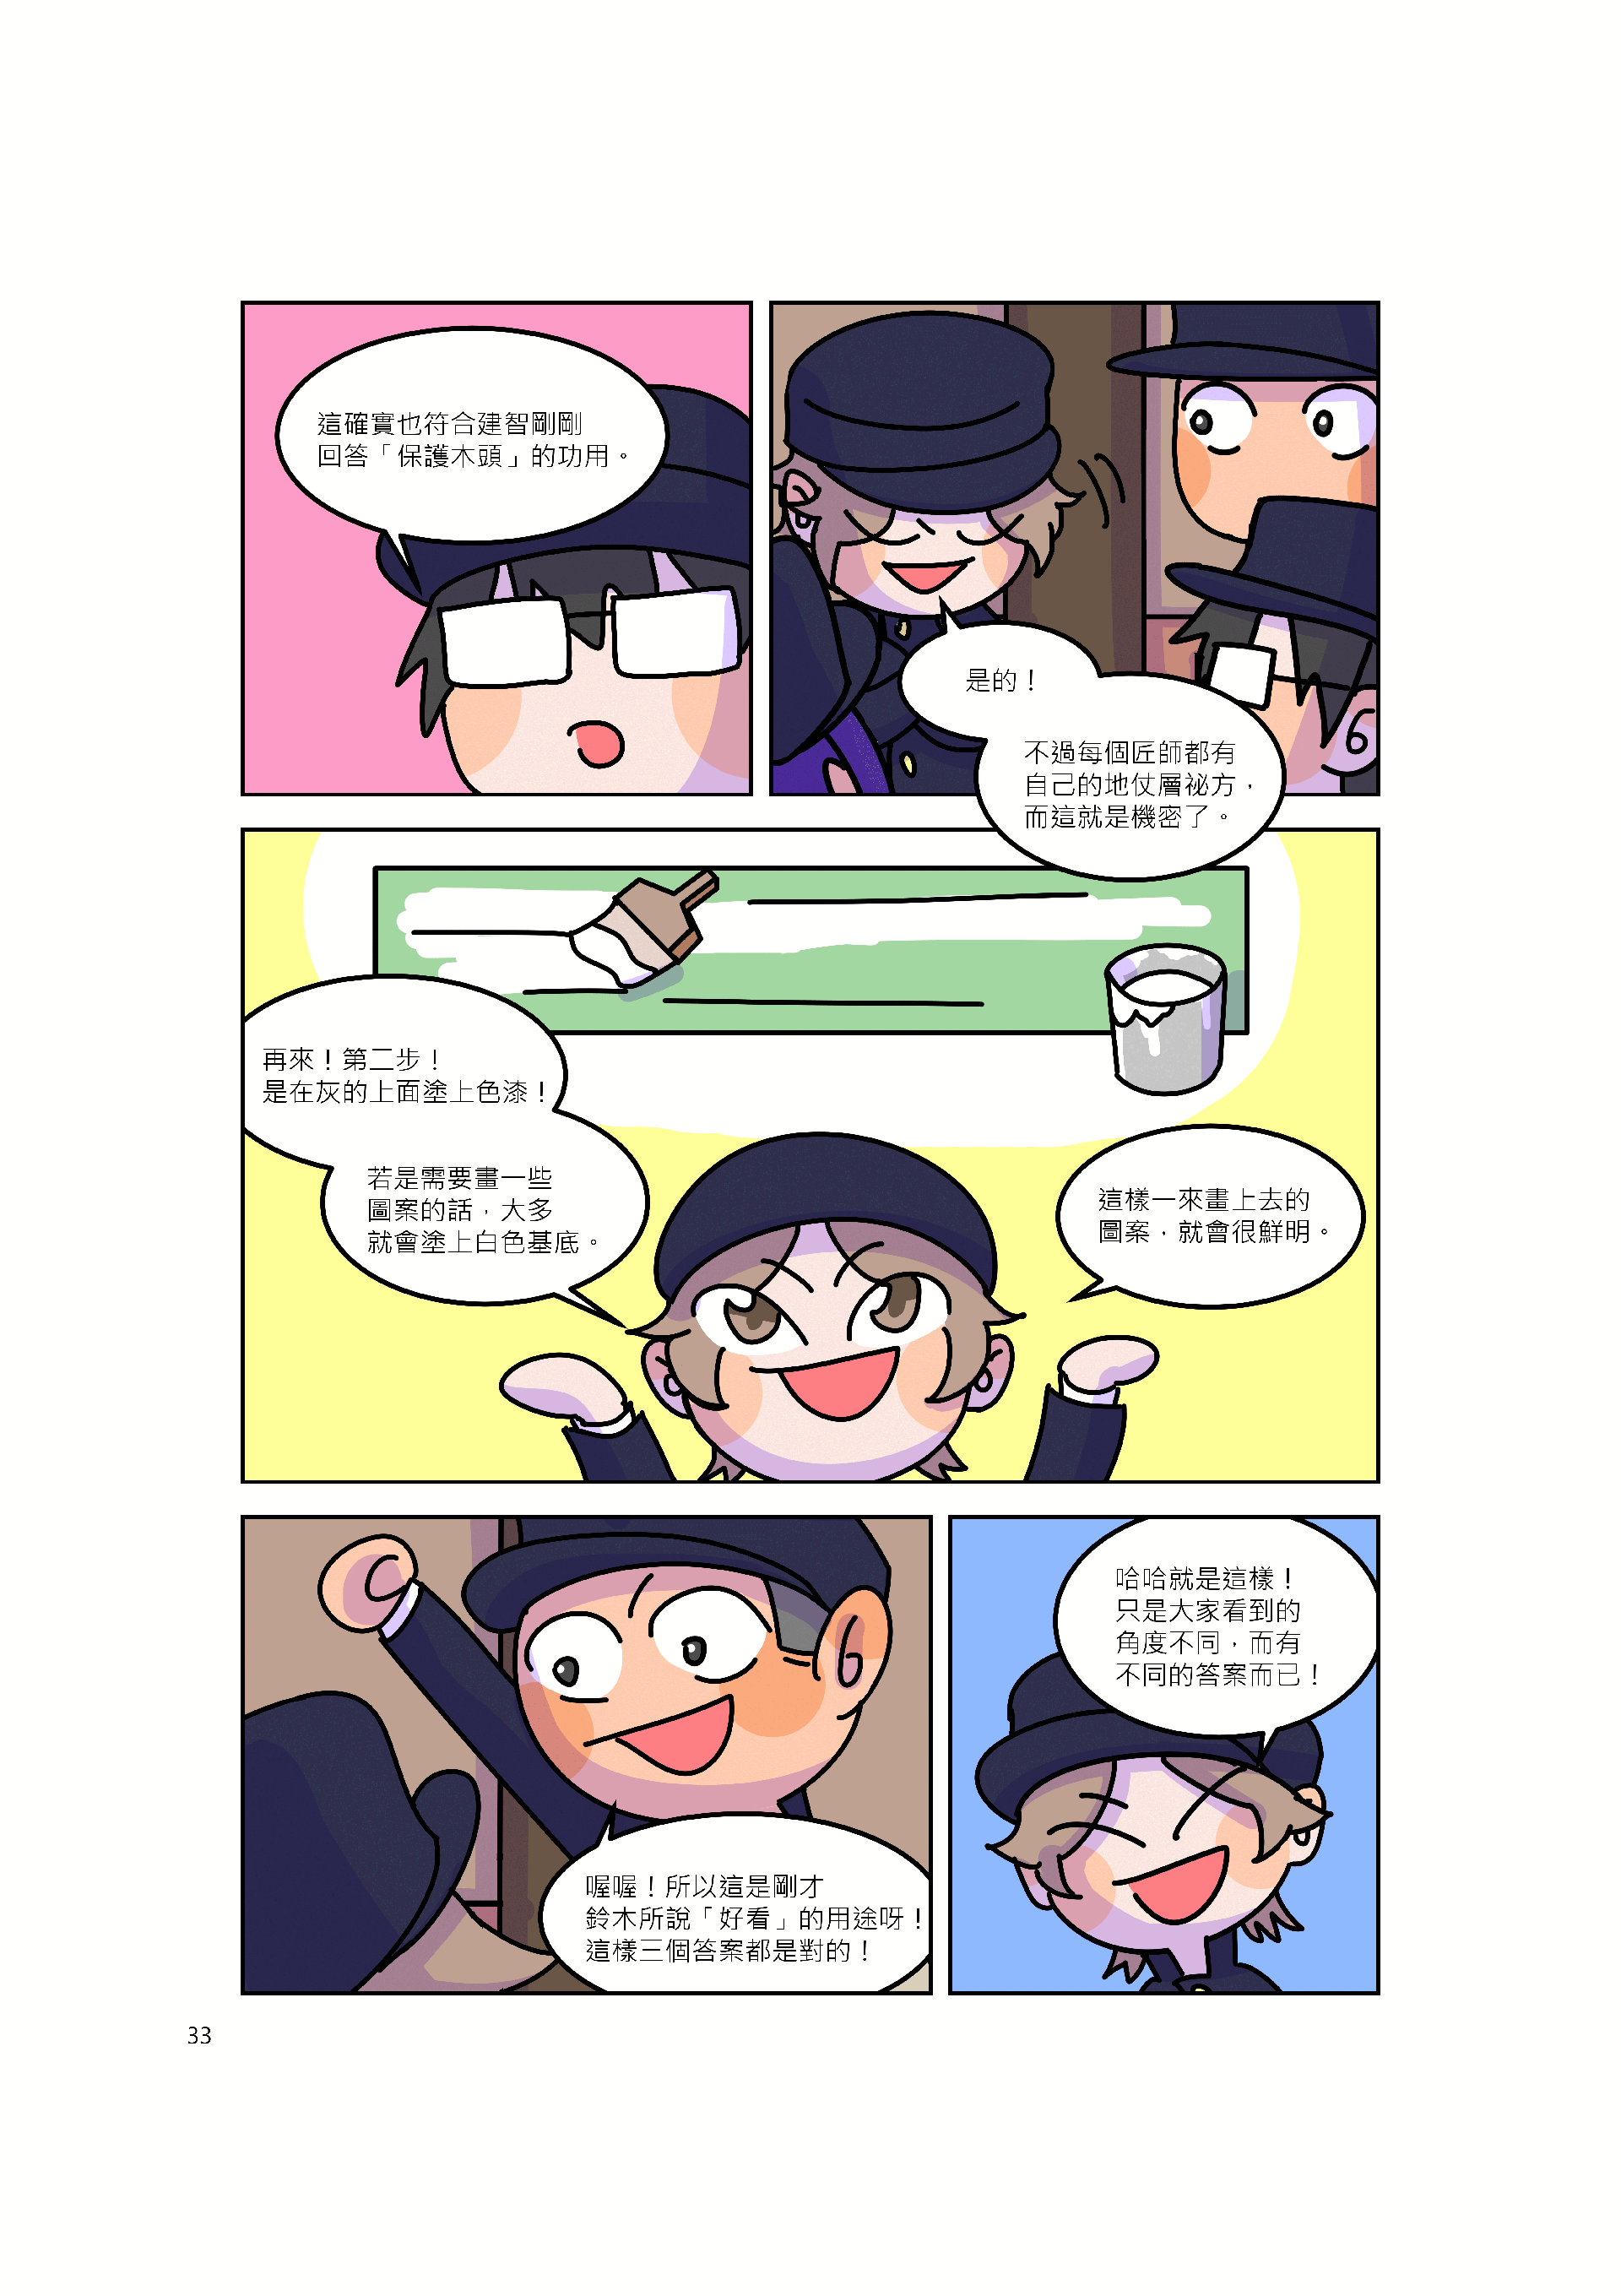 這確實也符合建智剛剛
回答「保護木頭」的功用。
是的！
不過每個匠師都有
自己的地仗層祕方，
而這就是機密了。
再來！第二步！
是在灰的上面塗上色漆！
若是需要畫一些
圖案的話，大多
就會塗上白色基底。
這樣一來畫上去的
圖案，就會很鮮明。
喔喔！所以這是剛才
鈴木所說「好看」的用途呀！
這樣三個答案都是對的！
哈哈就是這樣！
只是大家看到的
角度不同，而有
不同的答案而已！
33